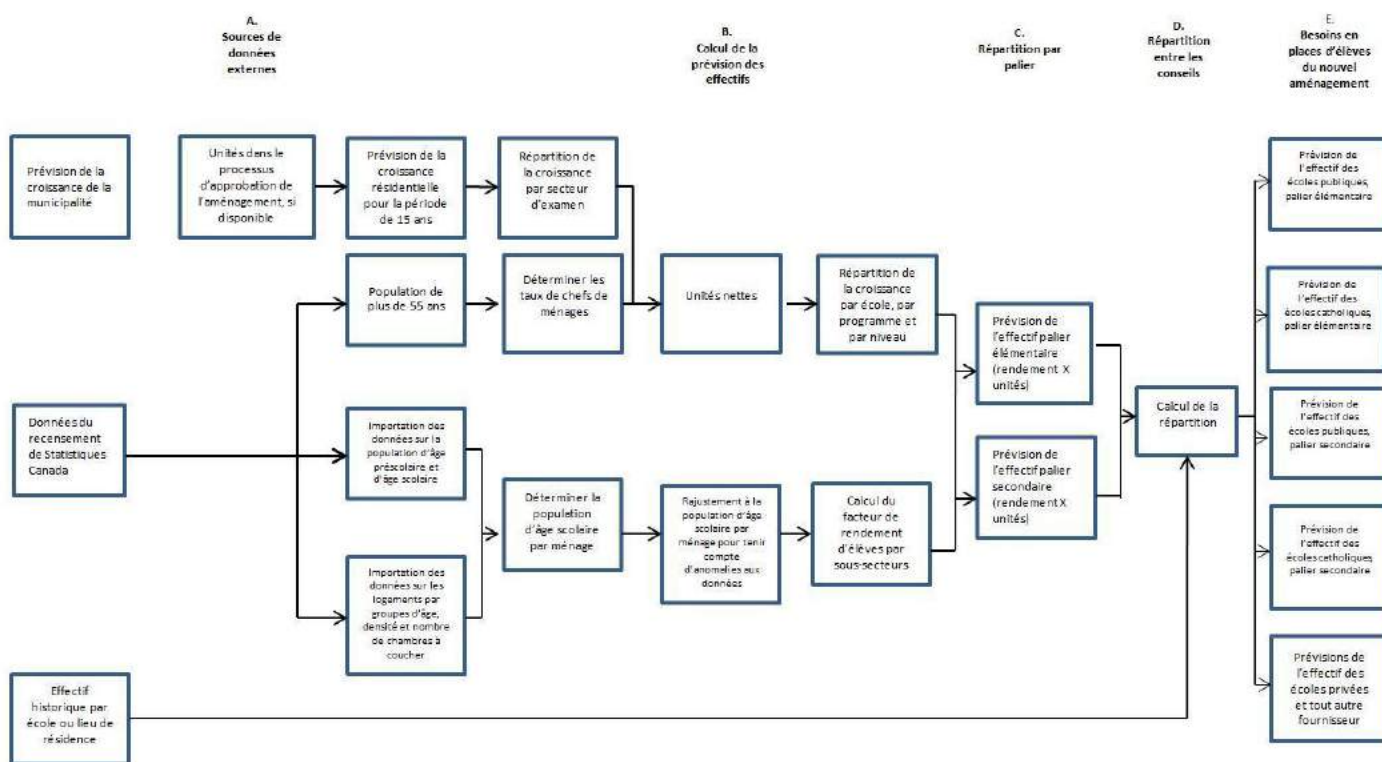 A.
Sources de
données
externes
B.
Calcul de la
prévision des
effectifs
C.
Répartition par
palier
D.
Répartition
entre les
conseils
E.
Besoins en
places d'élèves
du nouvel
aménagement
Prévision de la
croissance de la
municipalité
Unités dans le
processus
d'approbation de
l'aménagement, si
disponible
Prévision de la
croissance
résidentielle
pour la période
de 15 ans
Répartition de
la croissance
par secteur
d'examen
Population de
plus de 55 ans
Déterminer les
taux de chefs de
ménages
Unités nettes
Répartition de
la croissance
par école, par
programme et
par niveau
Données du
recensement
de Statistiques
Canada
Importation des
données sur la
population d'âge
préscolaire et
d'âge scolaire
Importation des
données sur les
logements par
groupes d'âge,
densité et nombre
de chambres à
coucher
Déterminer la
population
d'âge scolaire
par ménage
Rajustement à la
population d'âge
scolaire par
ménage pour tenir
compte
d'anomalies aux
données
Calcul du
facteur de
rendement
d'élèves par
sous-secteurs
Prévision de
l'effectif palier
élémentaire
(rendement X
unités)
Prévision de
l'effectif palier
secondaire
(rendement X
unités)
Calcul de la
répartition
Prévision de
l'effectif des
écoles publiques,
palier élémentaire
Prévision de
l'effectif des
écoles catholiques,
palier élémentaire
Prévision de
l'effectif des
écoles publiques,
palier secondaire
Prévision de
l'effectif des
écoles catholiques,
palier secondaire
Prévisions de
l'effectif des
écoles privées
et tout autre
fournisseur
Effectif
historique par
école ou lieu de
résidence